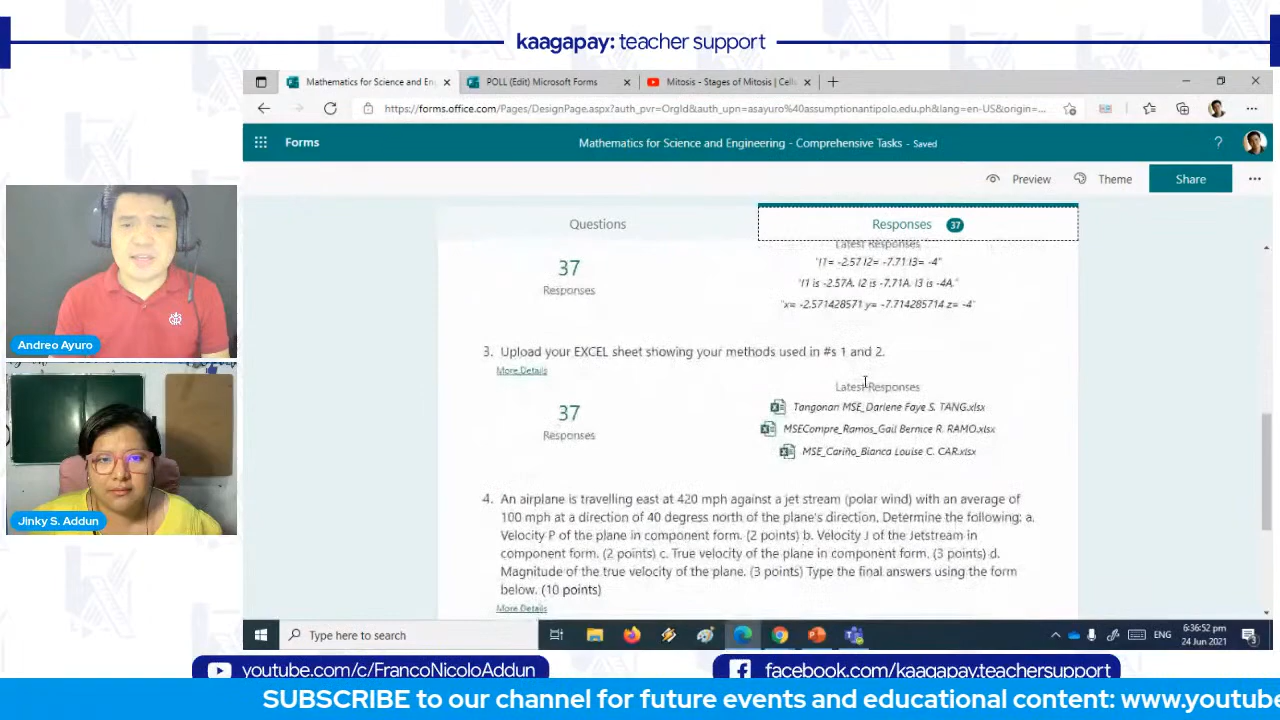 kaagapay: teacher support
Mathematics for Science and En
POLL (Edit) Microsoft Forms
Mitosis - Stages of Mitosis | Cell
https://forms.office.com/Pages/DesignPage.aspx?auth_pvr=OrgId&auth_upn=asayuro%40assumptionantipolo.edu.ph&lang=en-US&origin=...
Forms
Mathematics for Science and Engineering - Comprehensive Tasks - Saved
?
Preview
Theme
Share
Questions
Responses 37
Latest Responses
37
Responses
"I1= -2.57 I2= -7.71 I3= -4"
"I1 is -2.57A. I2 is -7.71A. I3 is -4A."
"x= -2.571428571 y= -7.714285714 z= -4"
3. Upload your EXCEL sheet showing your methods used in #s 1 and 2.
More Details
Latest Responses
37
Responses
Tangonan MSE_Darlene Faye S. TANG.xlsx
MSECompre_Ramos_Gail Bernice R. RAMO.xlsx
MSE_Cariño_Bianca Louise C. CAR.xlsx
4. An airplane is travelling east at 420 mph against a jet stream (polar wind) with an average of
100 mph at a direction of 40 degress north of the plane's direction. Determine the following: a.
Velocity P of the plane in component form. (2 points) b. Velocity J of the Jetstream in
component form. (2 points) c. True velocity of the plane in component form. (3 points) d.
Magnitude of the true velocity of the plane. (3 points) Type the final answers using the form
below. (10 points)
More Details
Andreo Ayuro
Jinky S. Addun
Type here to search
ENG
6:36:52 pm
24 Jun 2021
3
youtube.com/c/FrancoNicoloAddun
facebook.com/kaagapay.teachersupport
SUBSCRIBE to our channel for future events and educational content: www.youtube